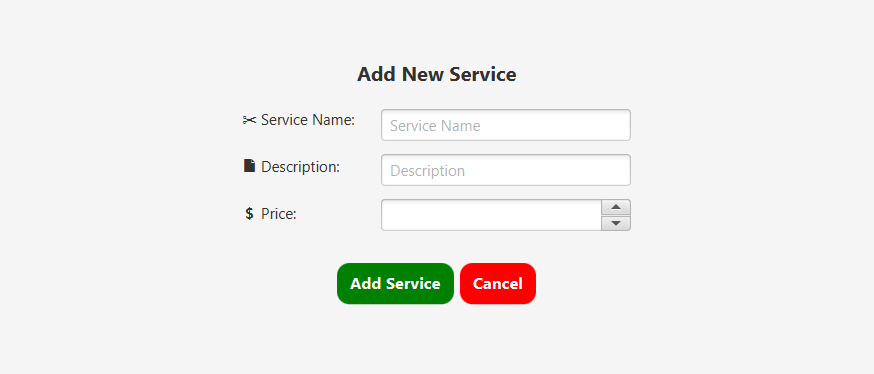 Add New Service
Service Name: Service Name
Description: Description
$ Price:
Add Service Cancel